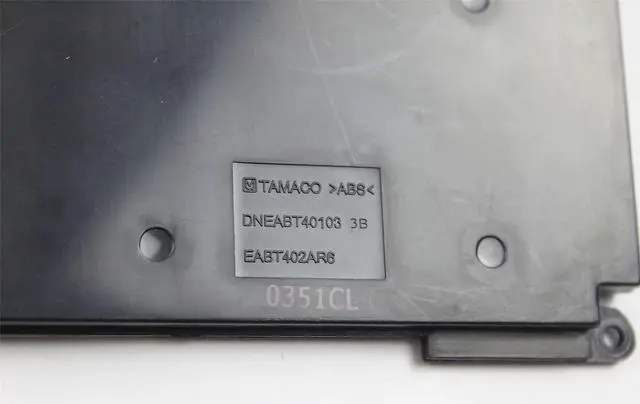 M TAMACO >ABS<
DNEABT40103 3B
EABT402AR6
0351CL